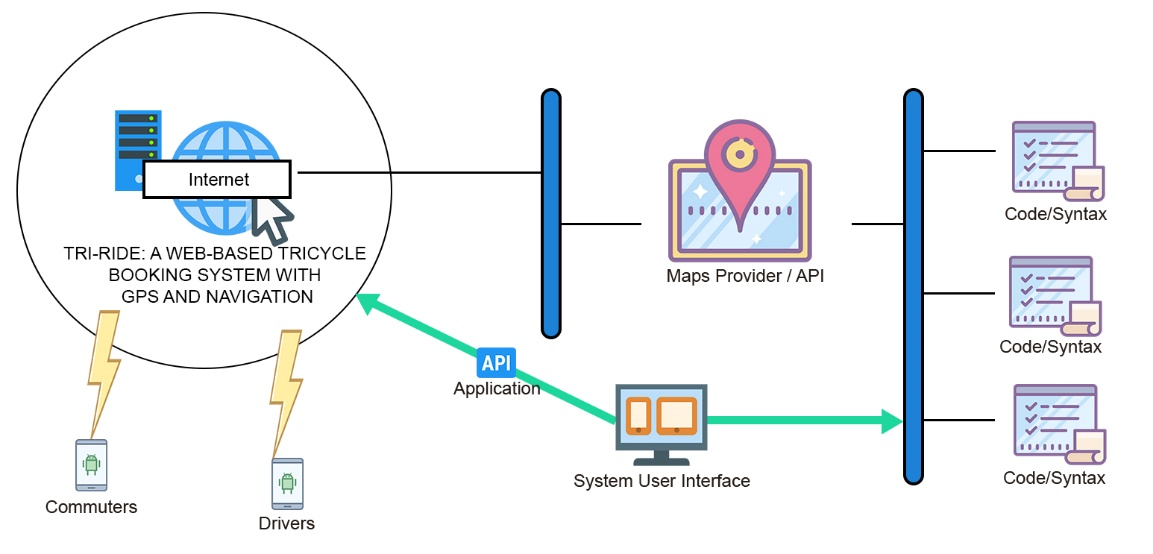 Internet
TRI-RIDE: A WEB-BASED TRICYCLE
BOOKING SYSTEM WITH
GPS AND NAVIGATION
Commuters
Drivers
API
Application
Maps Provider / API
System User Interface
Code/Syntax
Code/Syntax
Code/Syntax